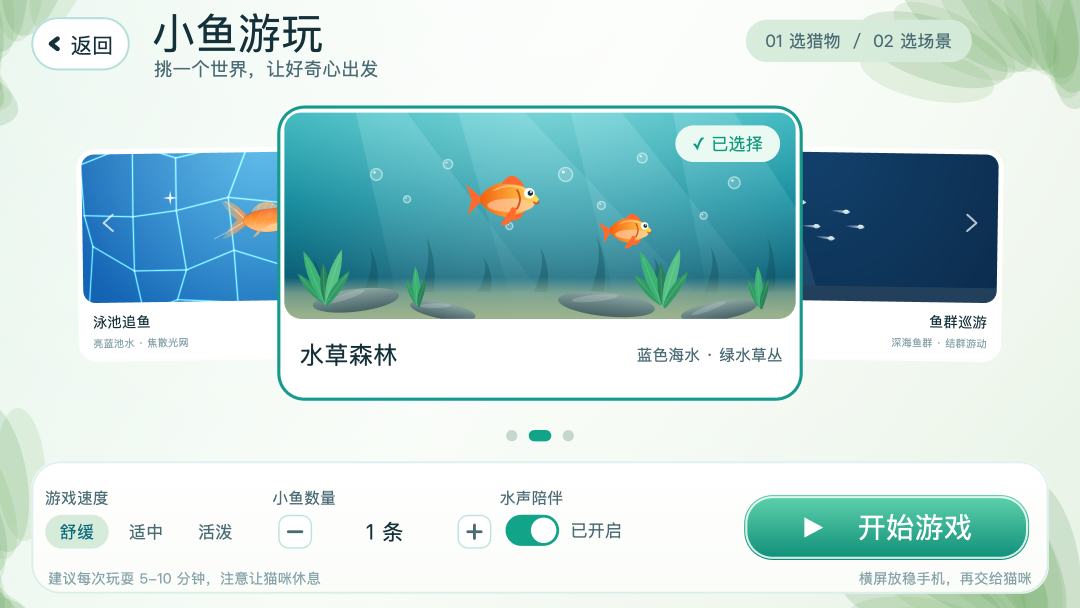 返回
小鱼游玩
挑一个世界，让好奇心出发
01 选猎物 / 02 选场景
✓ 已选择
泳池追鱼
亮蓝池水 · 焦散光网
水草森林
蓝色海水 · 绿水草丛
鱼群巡游
深海鱼群 · 结群游动
游戏速度
小鱼数量
水声陪伴
舒缓
适中
活泼
1 条
已开启
开始游戏
建议每次玩耍 5–10 分钟，注意让猫咪休息
横屏放稳手机，再交给猫咪